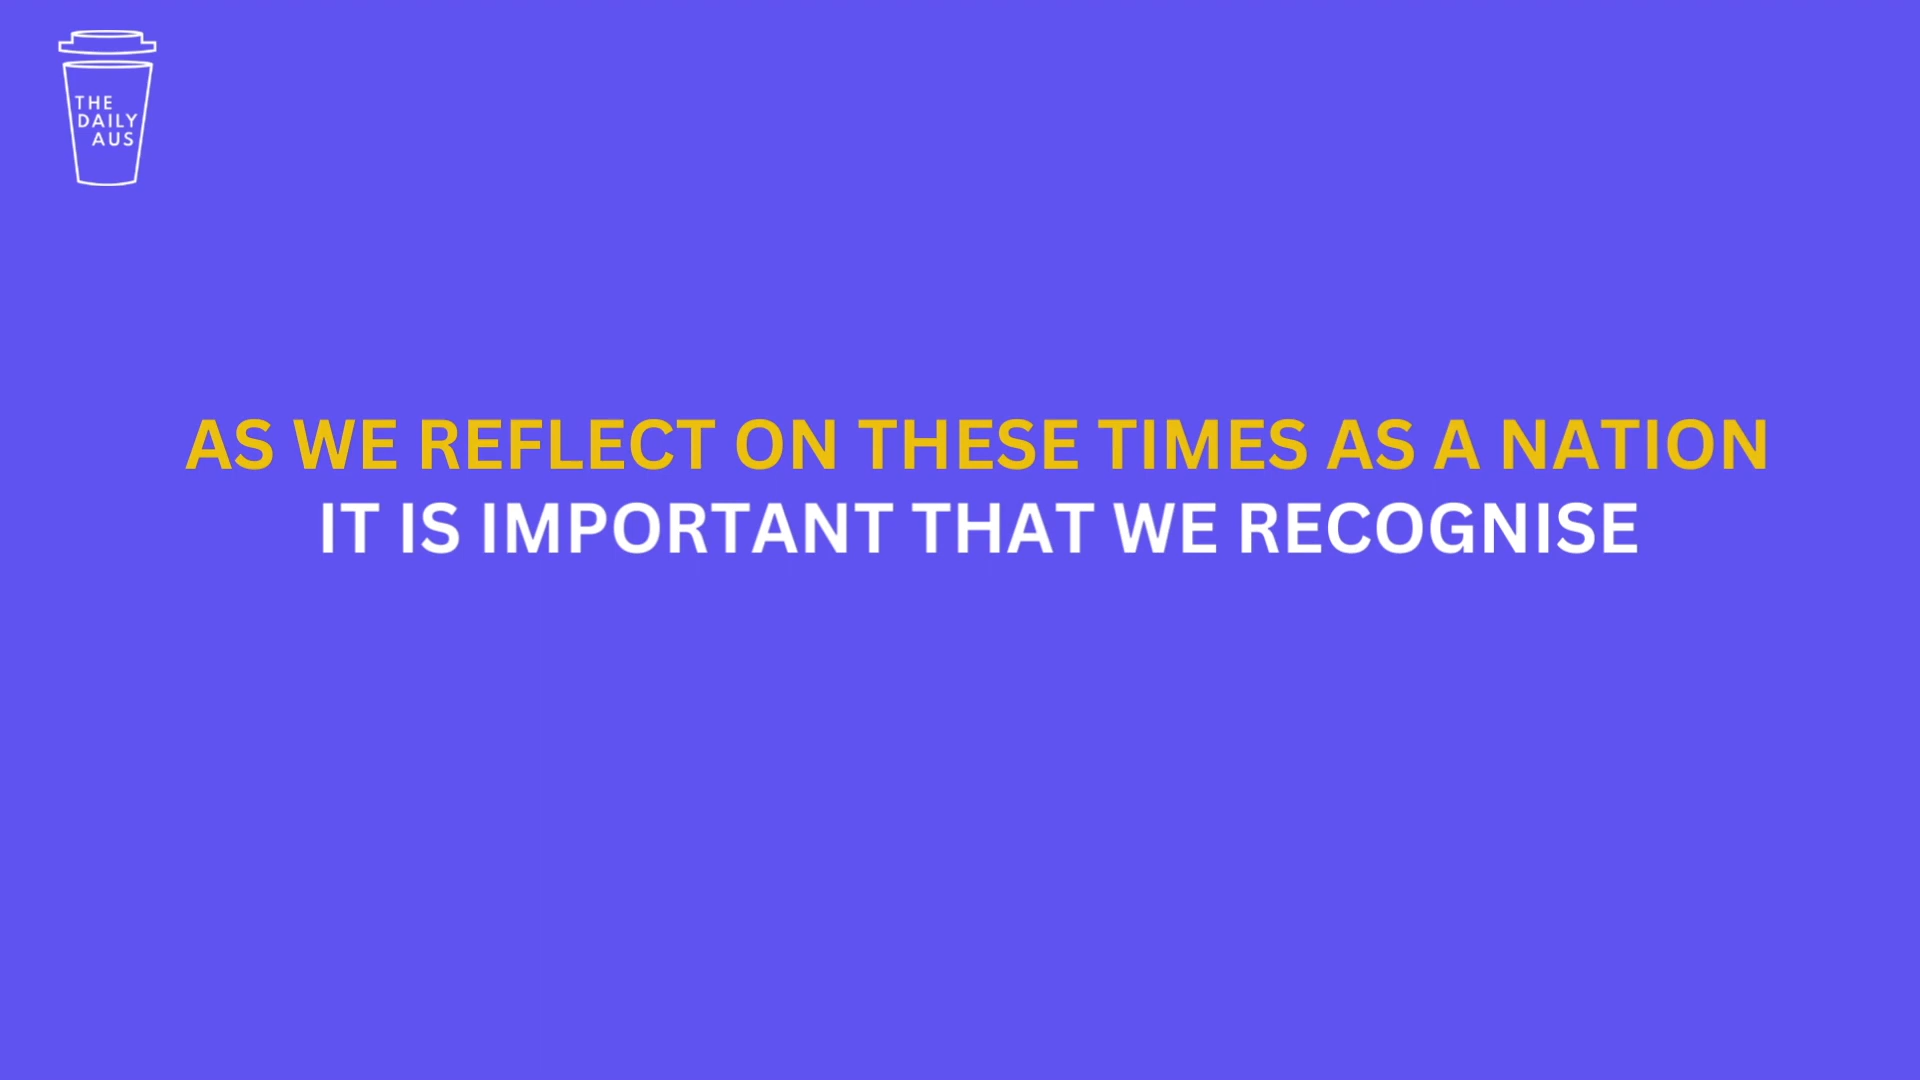 THE
DAILY
AUS
AS WE REFLECT ON THESE TIMES AS A NATION
IT IS IMPORTANT THAT WE RECOGNISE